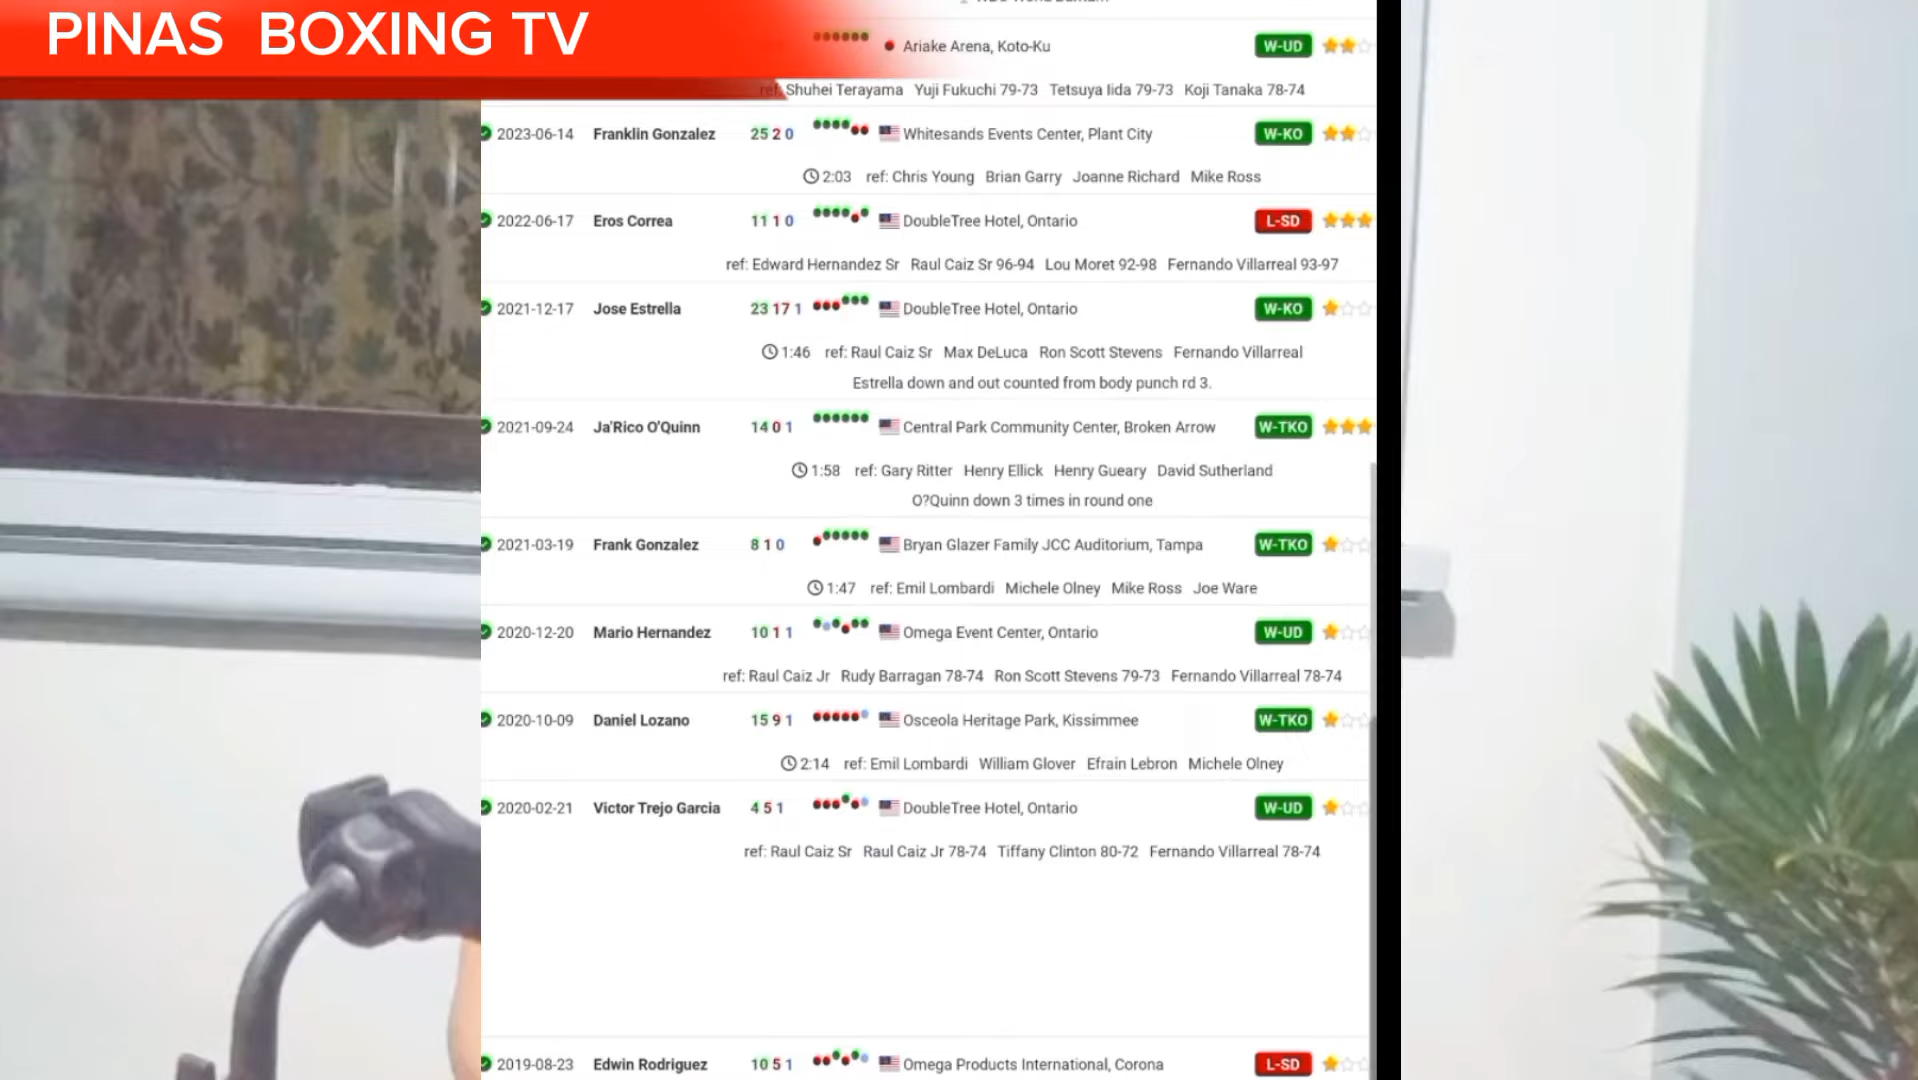 PINAS BOXING TV
Ariake Arena, Koto-Ku W-UD
ref: Shuhei Terayama Yuji Fukuchi 79-73 Tetsuya Iida 79-73 Koji Tanaka 78-74
2023-06-14 Franklin Gonzalez 25 2 0 Whitesands Events Center, Plant City W-KO
2:03 ref: Chris Young Brian Garry Joanne Richard Mike Ross
2022-06-17 Eros Correa 11 1 0 DoubleTree Hotel, Ontario L-SD
ref: Edward Hernandez Sr Raul Caiz Sr 96-94 Lou Moret 92-98 Fernando Villarreal 93-97
2021-12-17 Jose Estrella 23 17 1 DoubleTree Hotel, Ontario W-KO
1:46 ref: Raul Caiz Sr Max DeLuca Ron Scott Stevens Fernando Villarreal
Estrella down and out counted from body punch rd 3.
2021-09-24 Ja'Rico O'Quinn 14 0 1 Central Park Community Center, Broken Arrow W-TKO
1:58 ref: Gary Ritter Henry Ellick Henry Gueary David Sutherland
O?Quinn down 3 times in round one
2021-03-19 Frank Gonzalez 8 1 0 Bryan Glazer Family JCC Auditorium, Tampa W-TKO
1:47 ref: Emil Lombardi Michele Olney Mike Ross Joe Ware
2020-12-20 Mario Hernandez 10 1 1 Omega Event Center, Ontario W-UD
ref: Raul Caiz Jr Rudy Barragan 78-74 Ron Scott Stevens 79-73 Fernando Villarreal 78-74
2020-10-09 Daniel Lozano 15 9 1 Osceola Heritage Park, Kissimmee W-TKO
2:14 ref: Emil Lombardi William Glover Efrain Lebron Michele Olney
2020-02-21 Victor Trejo Garcia 4 5 1 DoubleTree Hotel, Ontario W-UD
ref: Raul Caiz Sr Raul Caiz Jr 78-74 Tiffany Clinton 80-72 Fernando Villarreal 78-74
2019-08-23 Edwin Rodriguez 10 5 1 Omega Products International, Corona L-SD